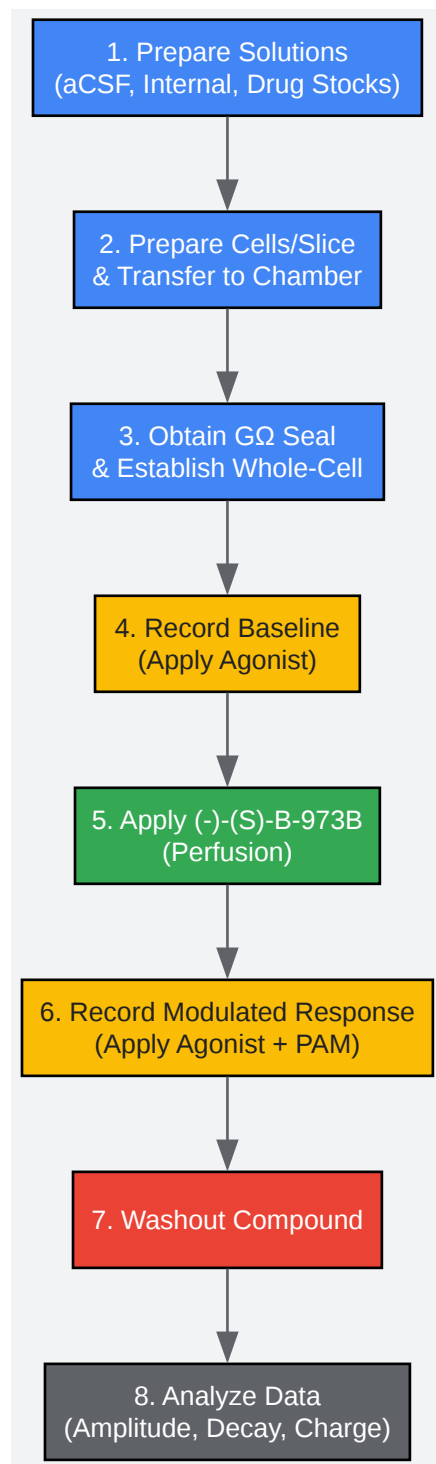 1. Prepare Solutions
(aCSF, Internal, Drug Stocks)
2. Prepare Cells/Slice
& Transfer to Chamber
3. Obtain GΩ Seal
& Establish Whole-Cell
4. Record Baseline
(Apply Agonist)
5. Apply (-)-(S)-B-973B
(Perfusion)
6. Record Modulated Response
(Apply Agonist + PAM)
7. Washout Compound
8. Analyze Data
(Amplitude, Decay, Charge)